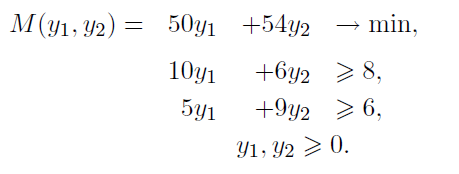 M(y₁, y₂) = 50y₁ +54y₂ → min,
10y₁ +6y₂ ⩾ 8,
5y₁ +9y₂ ⩾ 6,
y₁, y₂ ⩾ 0.